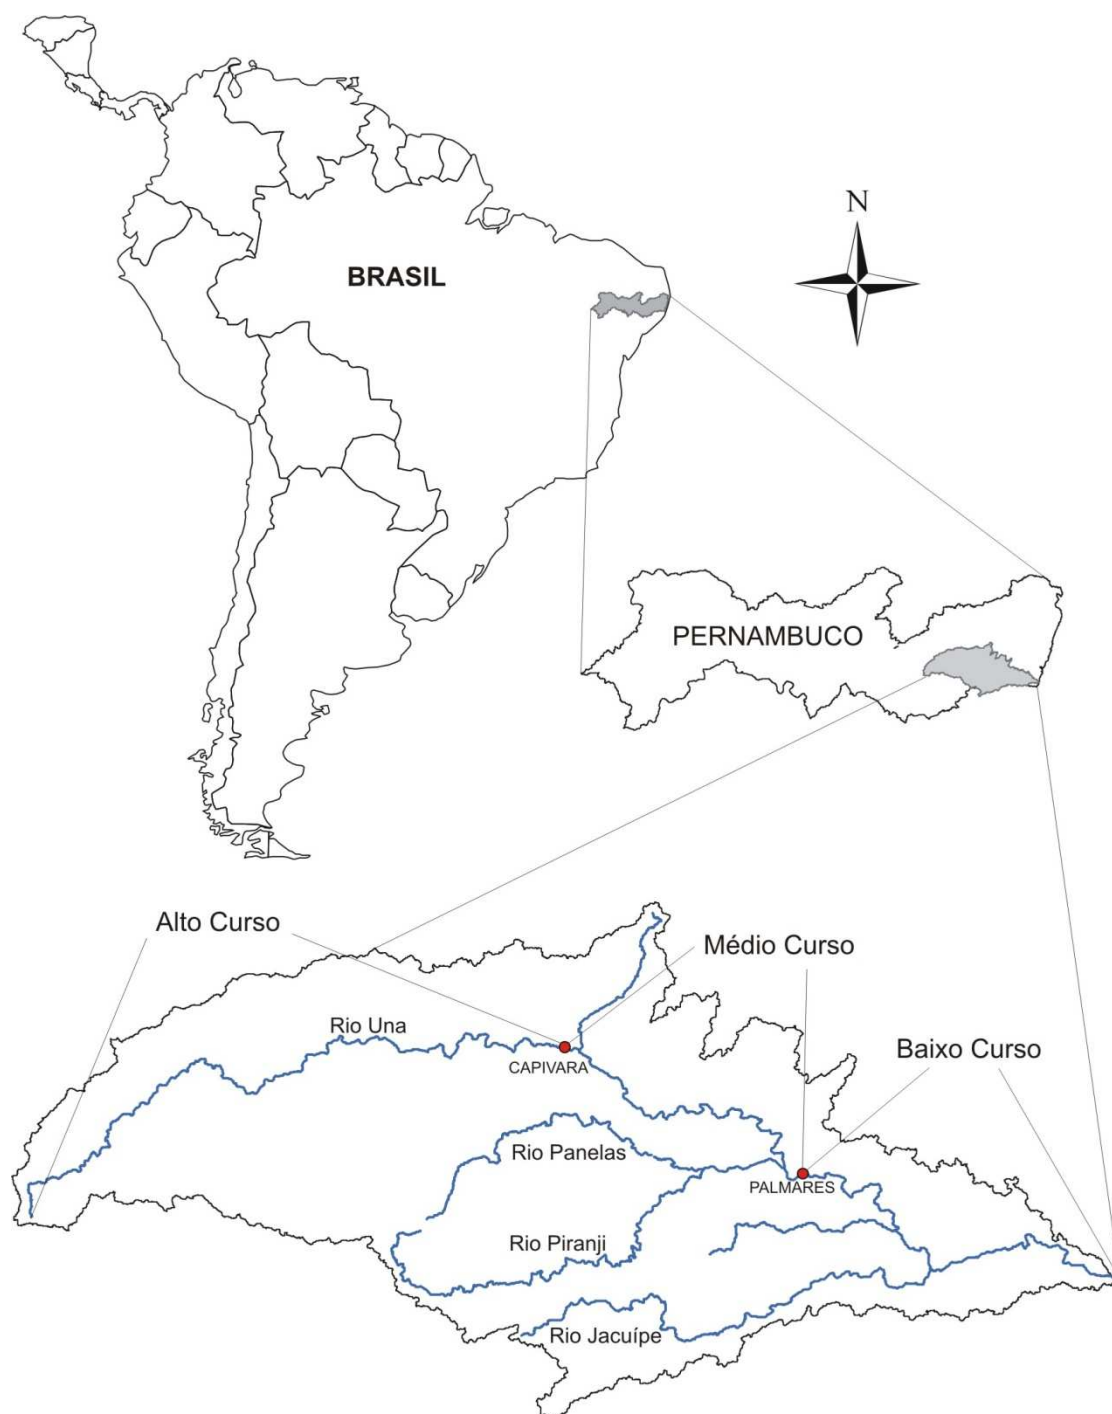 N
BRASIL
PERNAMBUCO
Alto Curso
Médio Curso
Rio Una
Baixo Curso
CAPIVARA
Rio Panelas
PALMARES
Rio Piranji
Rio Jacuípe